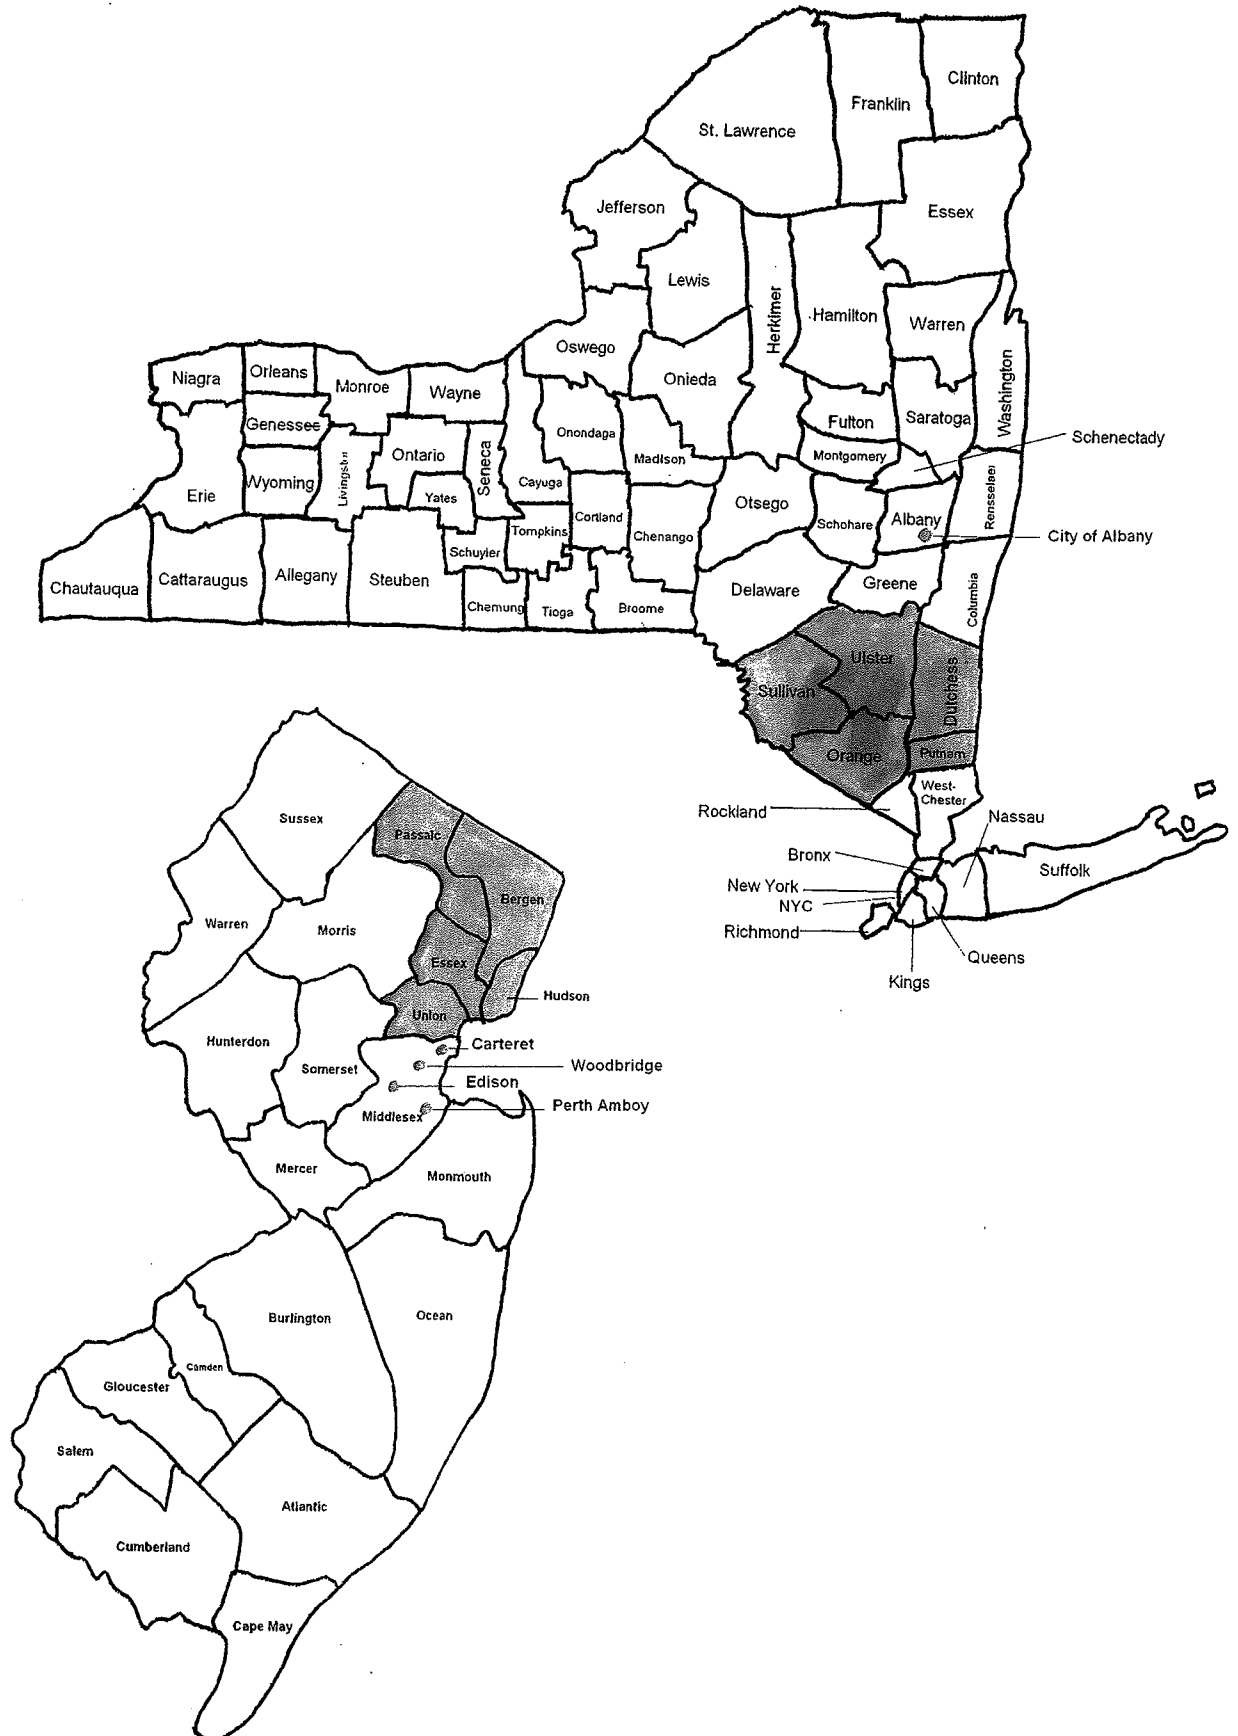 Clinton
Franklin
St. Lawrence
Jefferson
Essex
Lewis
Herkimer
Hamilton
Warren
Oswego
Washington
Orleans
Niagra
Monroe
Wayne
Onieda
Genessee
Fulton
Saratoga
Onondaga
Schenectady
Ontario
Seneca
Madison
Montgomery
Livingston
Wyoming
Cayuga
Rensselaer
Erie
Yates
Otsego
Cortland
Albany
Schohare
Tompkins
Chenango
City of Albany
Schuyler
Chautauqua
Cattaraugus
Allegany
Steuben
Delaware
Greene
Columbia
Chemung
Tioga
Broome
Ulster
Sullivan
Dutchess
Orange
Putnam
West-
Chester
Rockland
Nassau
Bronx
Suffolk
New York
NYC
Richmond
Queens
Kings
Sussex
Passaic
Bergen
Warren
Morris
Essex
Hudson
Union
Hunterdon
Carteret
Somerset
Woodbridge
Edison
Perth Amboy
Middlesex
Mercer
Monmouth
Burlington
Ocean
Camden
Gloucester
Salem
Atlantic
Cumberland
Cape May